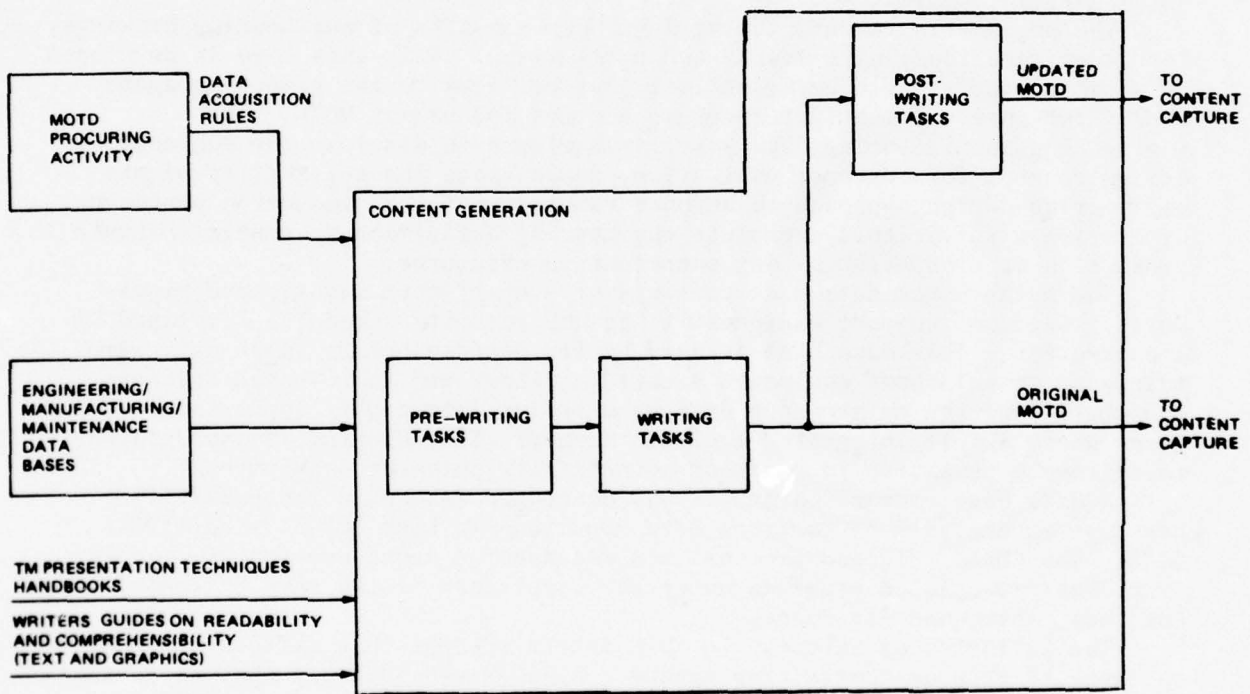 MOTD
PROCURING
ACTIVITY
DATA
ACQUISITION
RULES
POST-
WRITING
TASKS
UPDATED
MOTD
TO
CONTENT
CAPTURE
CONTENT GENERATION
ENGINEERING/
MANUFACTURING/
MAINTENANCE
DATA
BASES
PRE-WRITING
TASKS
WRITING
TASKS
ORIGINAL
MOTD
TO
CONTENT
CAPTURE
TM PRESENTATION TECHNIQUES
HANDBOOKS
WRITERS GUIDES ON READABILITY
AND COMPREHENSIBILITY
(TEXT AND GRAPHICS)